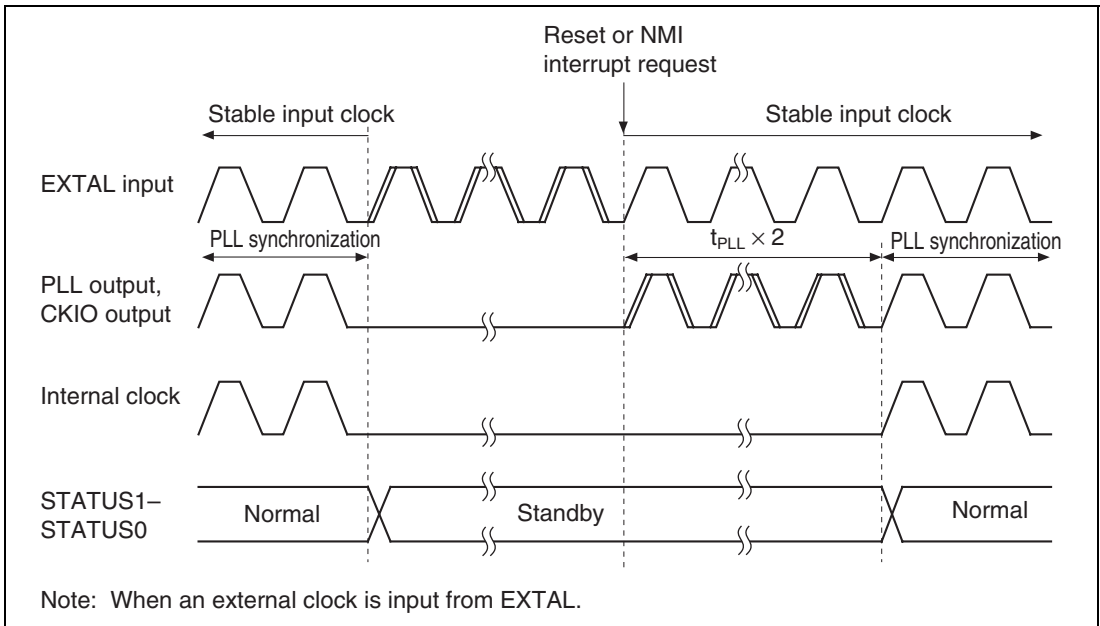 Reset or NMI
interrupt request
Stable input clock
Stable input clock
EXTAL input
PLL synchronization
tPLL × 2
PLL synchronization
PLL output,
CKIO output
Internal clock
STATUS1–
STATUS0
Normal
Standby
Normal
Note: When an external clock is input from EXTAL.